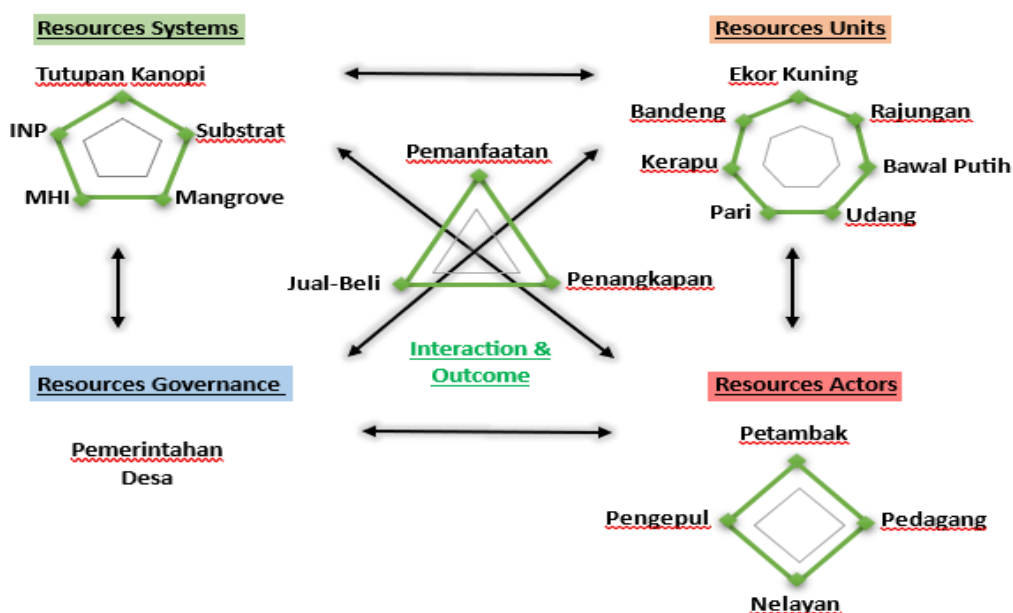 Resources Systems
Tutupan Kanopi
INP
Substrat
MHI
Mangrove
Resources Units
Ekor Kuning
Bandeng
Rajungan
Kerapu
Bawal Putih
Pari
Udang
Pemanfaatan
Jual-Beli
Penangkapan
Interaction &
Outcome
Resources Governance
Pemerintahan
Desa
Resources Actors
Petambak
Pengepul
Pedagang
Nelayan